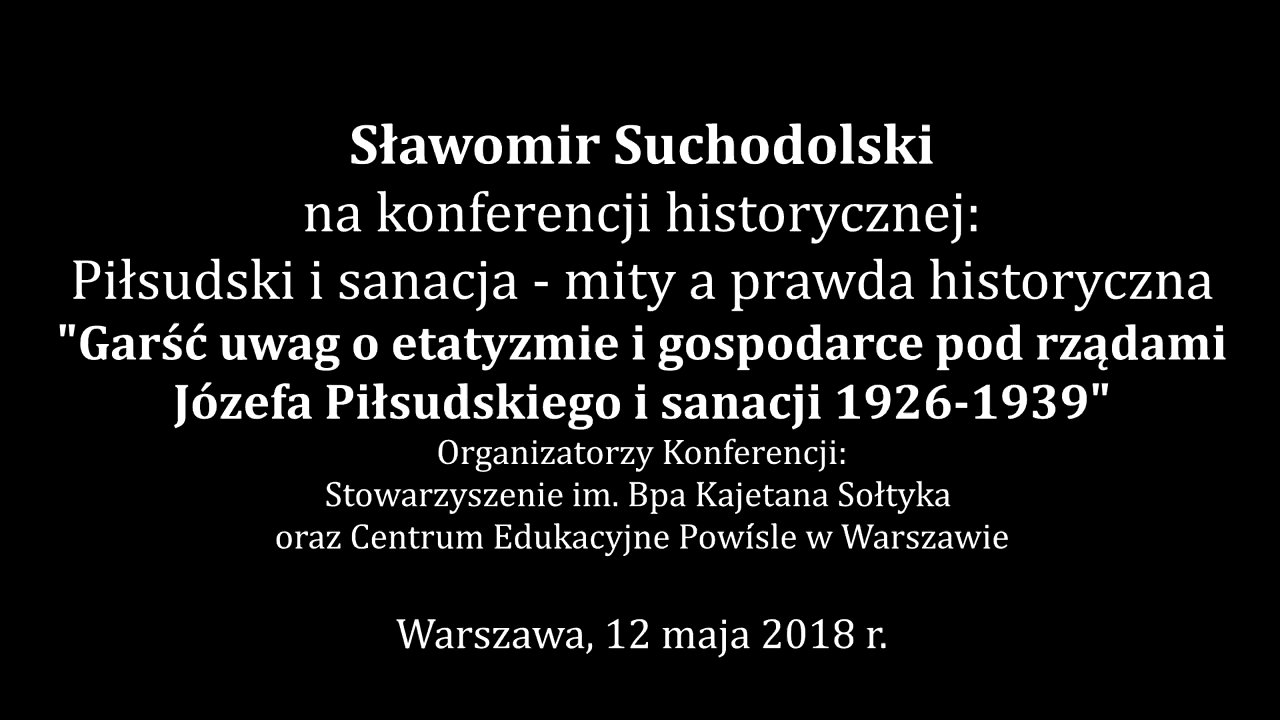 Sławomir Suchodolski
na konferencji historycznej:
Piłsudski i sanacja - mity a prawda historyczna
"Garść uwag o etatyzmie i gospodarce pod rządami
Józefa Piłsudskiego i sanacji 1926-1939"
Organizatorzy Konferencji:
Stowarzyszenie im. Bpa Kajetana Sołtyka
oraz Centrum Edukacyjne Powísle w Warszawie
Warszawa, 12 maja 2018 r.